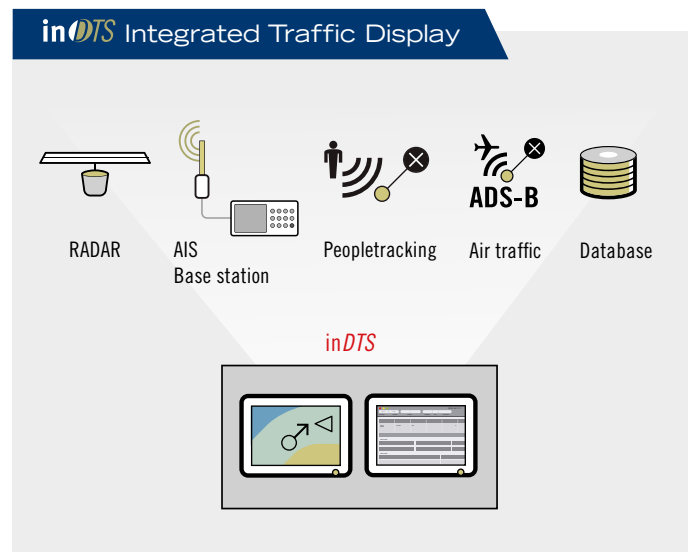 inDTS Integrated Traffic Display
ADS-B
RADAR
AIS
Base station
Peopletracking
Air traffic
Database
inDTS